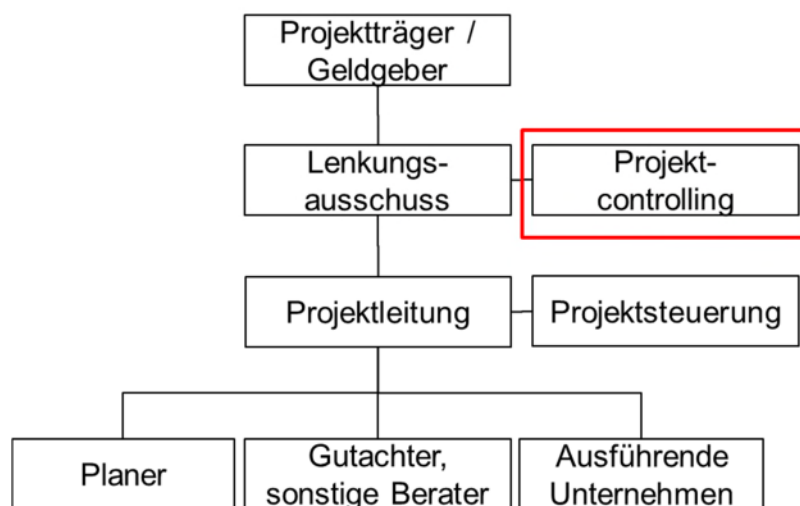 Projektträger /
Geldgeber
Lenkungs-
ausschuss
Projekt-
controlling
Projektleitung
Projektsteuerung
Planer
Gutachter,
sonstige Berater
Ausführende
Unternehmen